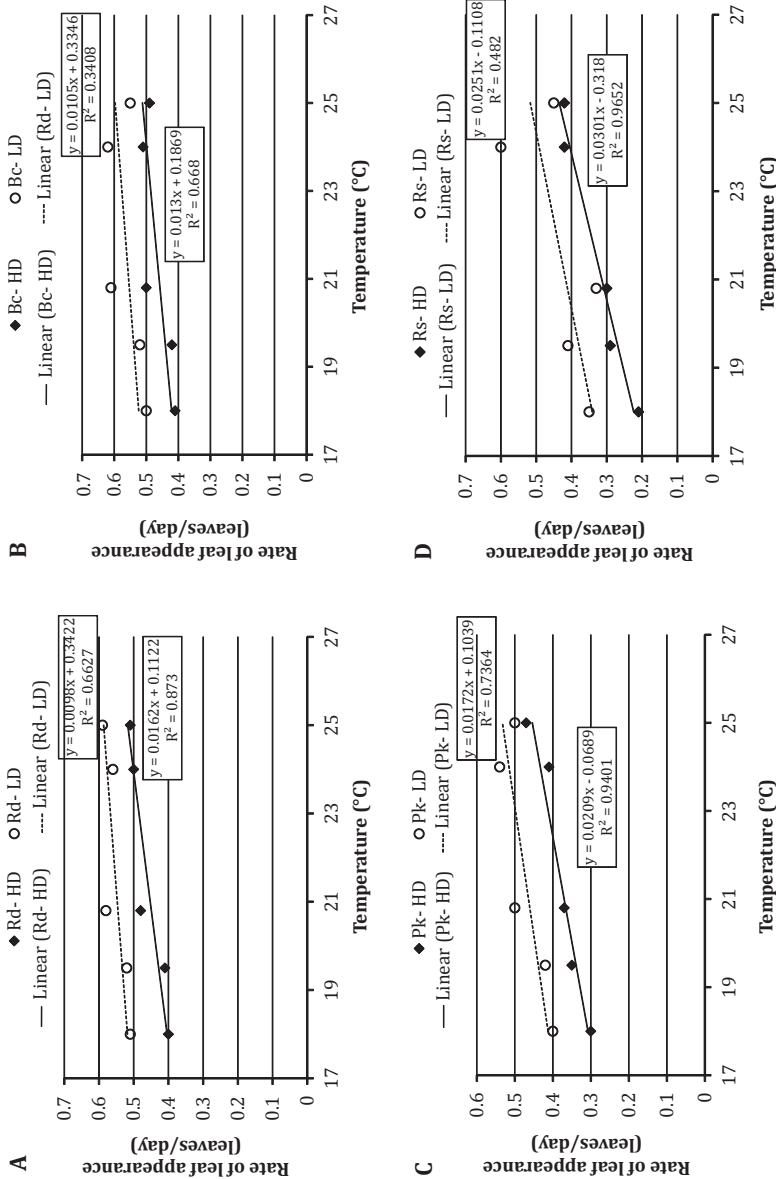 A
◆ Rd- HD ○ Rd- LD
— Linear (Rd- HD) ---- Linear (Rd- LD)
Rate of leaf appearance
(leaves/day)
0.7
0.6
0.5
0.4
0.3
0.2
0.1
0
y = 0.0098x + 0.3422
R² = 0.6627
y = 0.0162x + 0.1122
R² = 0.873
17 19 21 23 25 27
Temperature (°C)
B
◆ Bc- HD ○ Bc- LD
— Linear (Bc- HD) ---- Linear (Rd- LD)
Rate of leaf appearance
(leaves/day)
0.7
0.6
0.5
0.4
0.3
0.2
0.1
0
y = 0.0105x + 0.3346
R² = 0.3408
y = 0.013x + 0.1869
R² = 0.668
17 19 21 23 25 27
Temperature (°C)
C
◆ Pk- HD ○ Pk- LD
— Linear (Pk- HD) ---- Linear (Pk- LD)
Rate of leaf appearance
(leaves/day)
0.6
0.5
0.4
0.3
0.2
0.1
0
y = 0.0172x + 0.1039
R² = 0.7364
y = 0.0209x - 0.0689
R² = 0.9401
17 19 21 23 25 27
Temperature (°C)
D
◆ Rs- HD ○ Rs- LD
— Linear (Rs- LD) ---- Linear (Rs- LD)
Rate of leaf appearance
(leaves/day)
0.7
0.6
0.5
0.4
0.3
0.2
0.1
0
y = 0.0251x - 0.1108
R² = 0.482
y = 0.0301x - 0.318
R² = 0.9652
17 19 21 23 25 27
Temperature (°C)